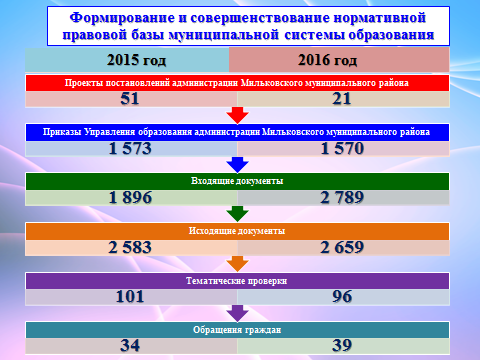 Формирование и совершенствование нормативной
правовой базы муниципальной системы образования
2015 год 2016 год
Проекты постановлений администрации Мильковского муниципального района
51 21
Приказы Управления образования администрации Мильковского муниципального района
1 573 1 570
Входящие документы
1 896 2 789
Исходящие документы
2 583 2 659
Тематические проверки
101 96
Обращения граждан
34 39